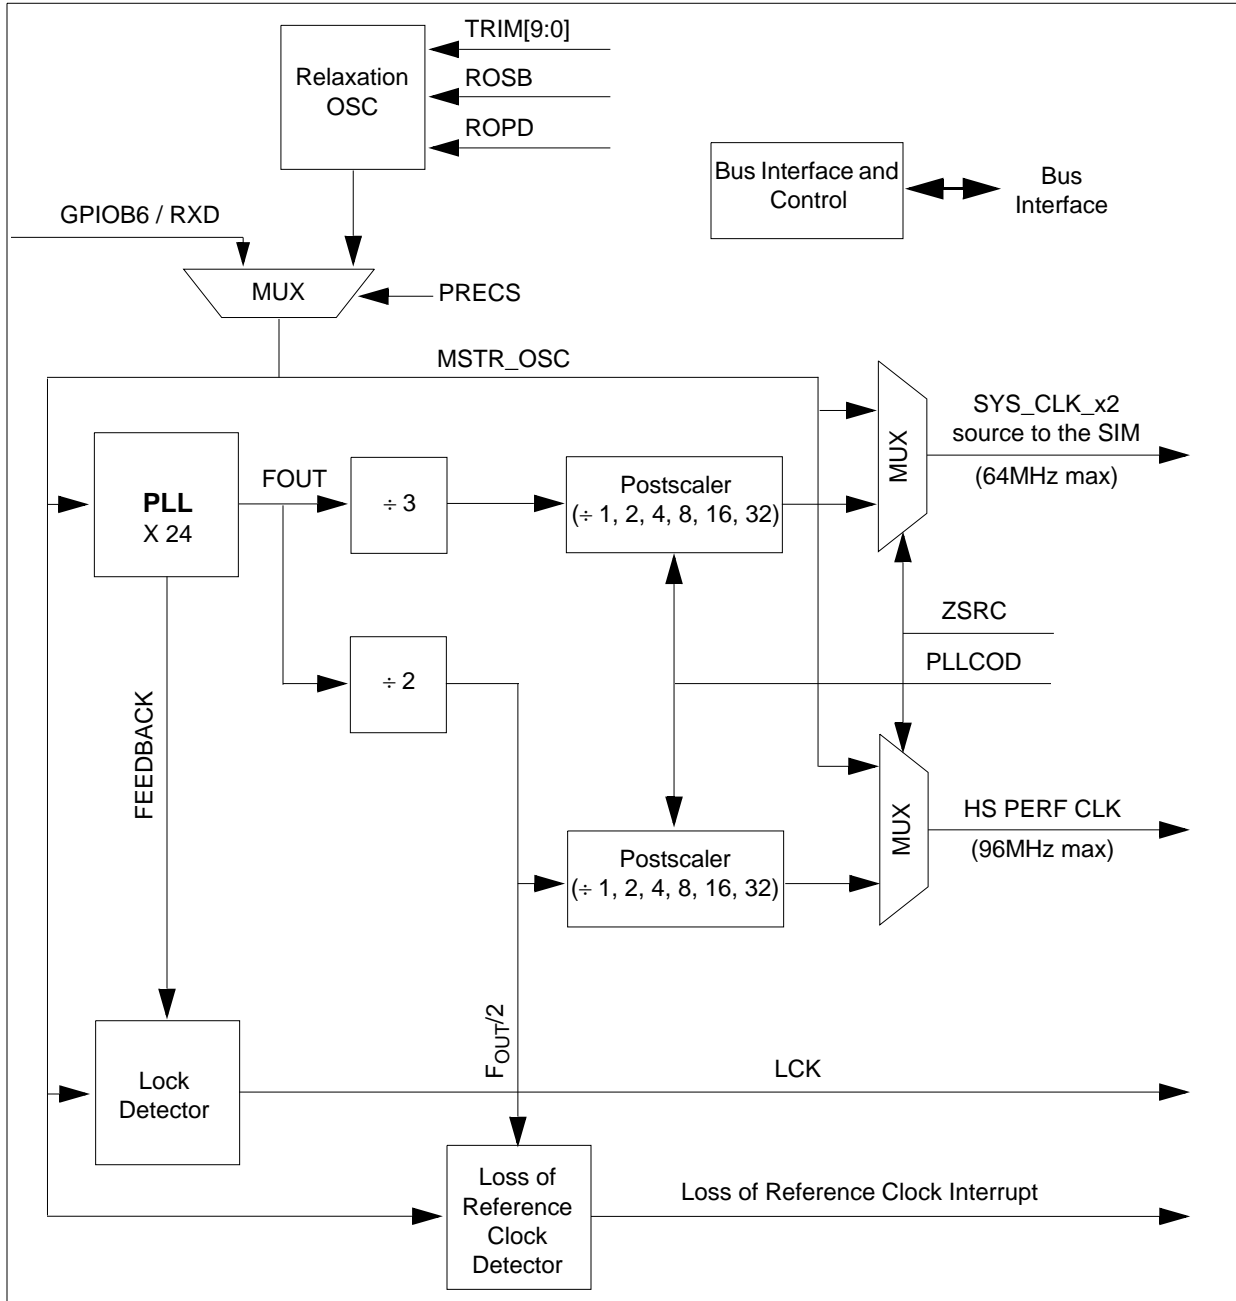 TRIM[9:0]
Relaxation
OSC
ROSB
ROPD
Bus Interface and
Control
Bus
Interface
GPIOB6 / RXD
MUX
PRECS
MSTR_OSC
SYS_CLK_x2
source to the SIM
(64MHz max)
MUX
PLL
X 24
FOUT
÷ 3
Postscaler
(÷ 1, 2, 4, 8, 16, 32)
ZSRC
PLLCOD
÷ 2
FEEDBACK
MUX
HS PERF CLK
(96MHz max)
Postscaler
(÷ 1, 2, 4, 8, 16, 32)
FOUT/2
Lock
Detector
LCK
Loss of
Reference
Clock
Detector
Loss of Reference Clock Interrupt